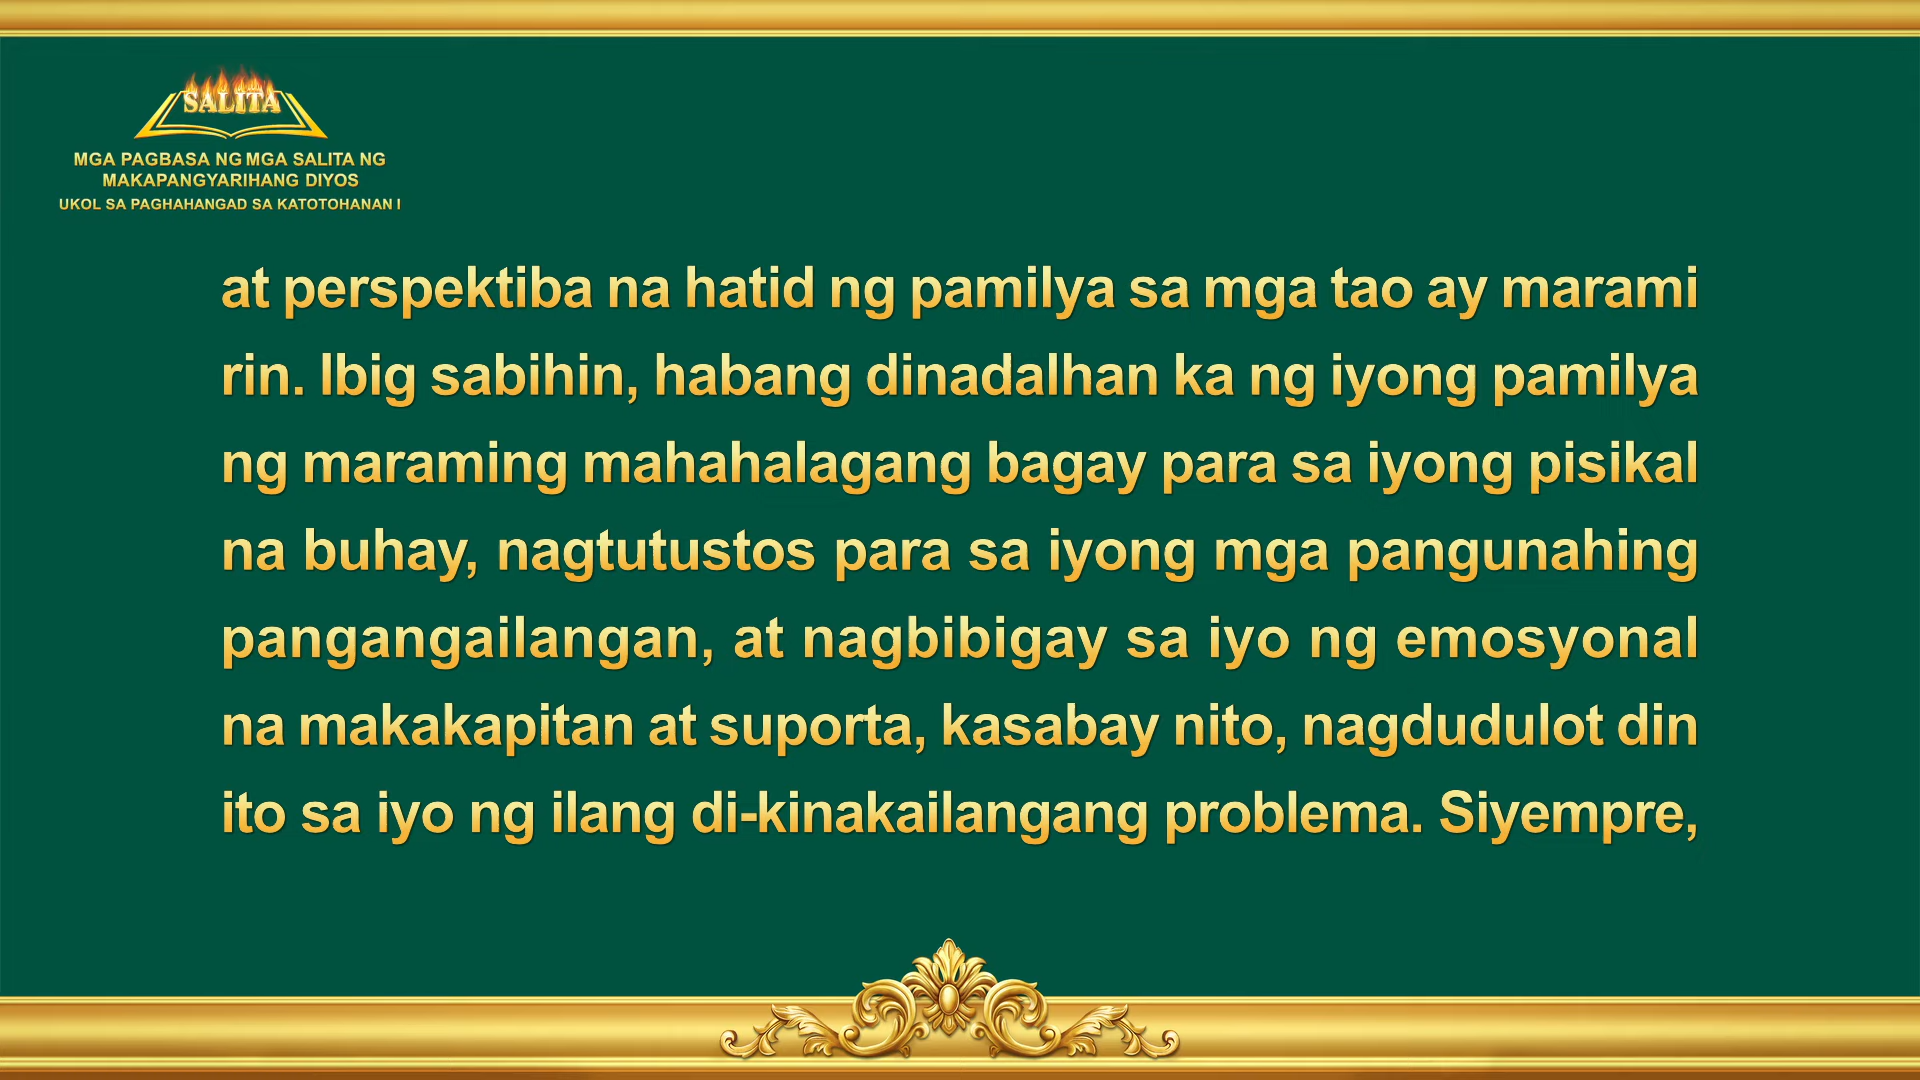 SALITA
MGA PAGBASA NG MGA SALITA NG
MAKAPANGYARIHANG DIYOS
UKOL SA PAGHAHANGAD SA KATOTOHANAN I
at perspektiba na hatid ng pamilya sa mga tao ay marami
rin. Ibig sabihin, habang dinadalhan ka ng iyong pamilya
ng maraming mahahalagang bagay para sa iyong pisikal
na buhay, nagtutustos para sa iyong mga pangunahing
pangangailangan, at nagbibigay sa iyo ng emosyonal
na makakapitan at suporta, kasabay nito, nagdudulot din
ito sa iyo ng ilang di-kinakailangang problema. Siyempre,